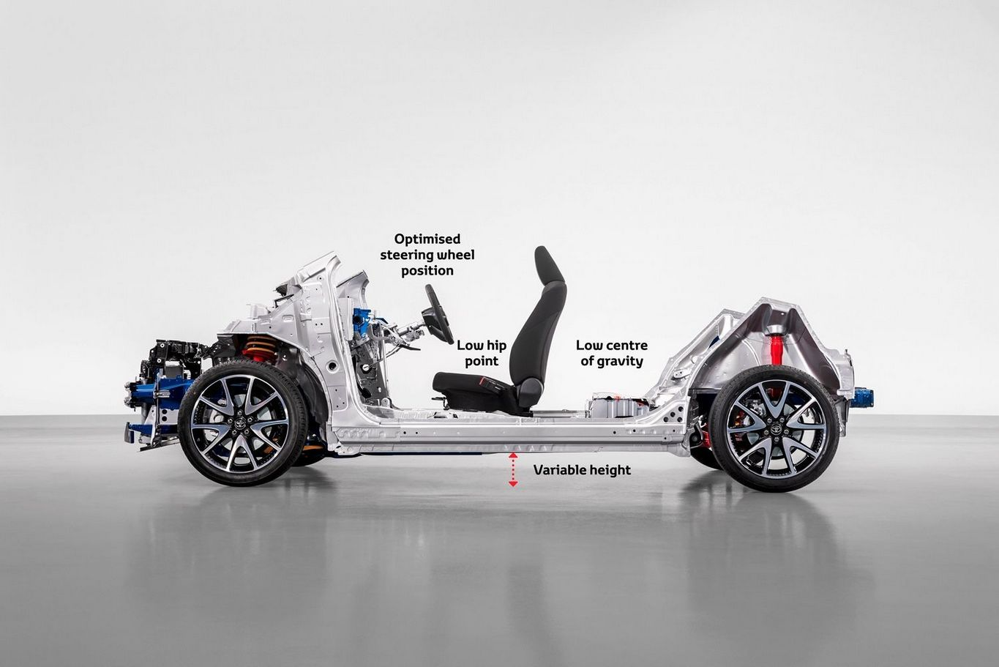 Optimised
steering wheel
position
Low hip
point
Low centre
of gravity
Variable height